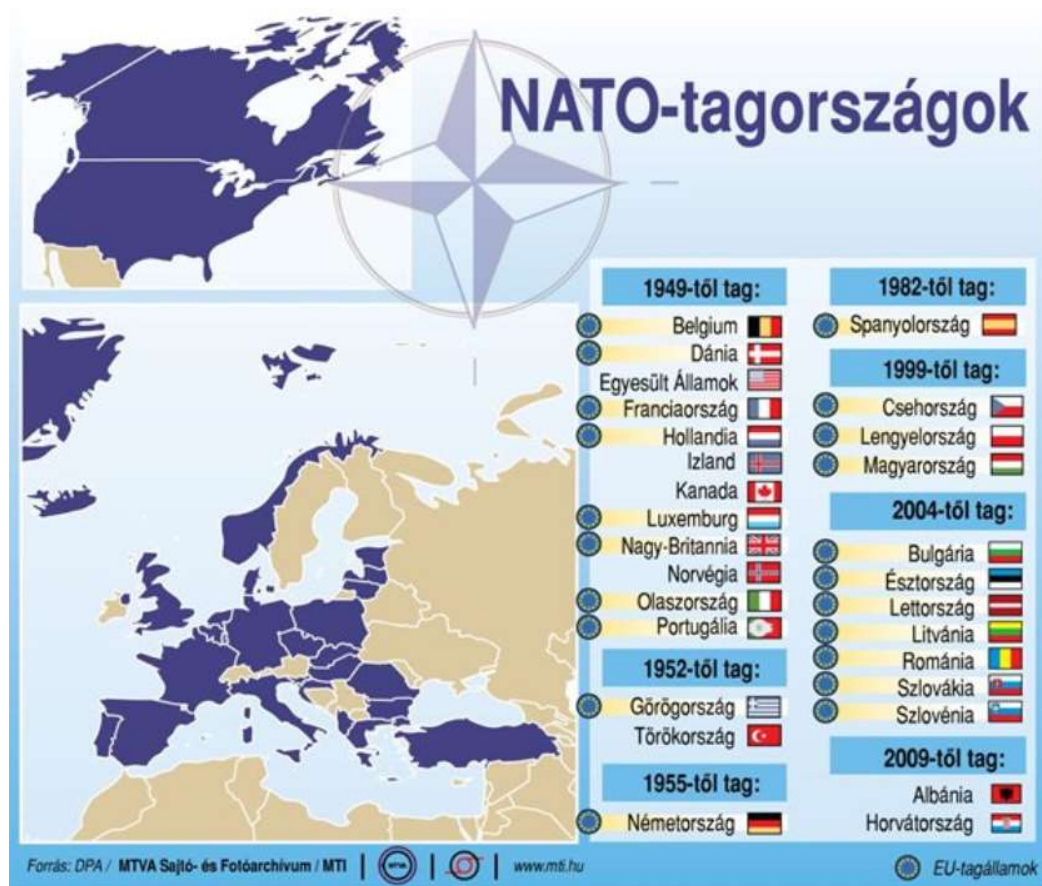 NATO-tagországok
1949-től tag:
Belgium
Dánia
Egyesült Államok
Franciaország
Hollandia
Izland
Kanada
Luxemburg
Nagy-Britannia
Norvégia
Olaszország
Portugália
1952-től tag:
Görögország
Törökország
1955-től tag:
Németország
1982-től tag:
Spanyolország
1999-től tag:
Csehország
Lengyelország
Magyarország
2004-től tag:
Bulgária
Észtország
Lettország
Litvánia
Románia
Szlovákia
Szlovénia
2009-től tag:
Albánia
Horvátország
Forrás: DPA / MTVA Sajtó- és Fotóarchívum / MTI | MTVA | | www.mti.hu
EU-tagállamok